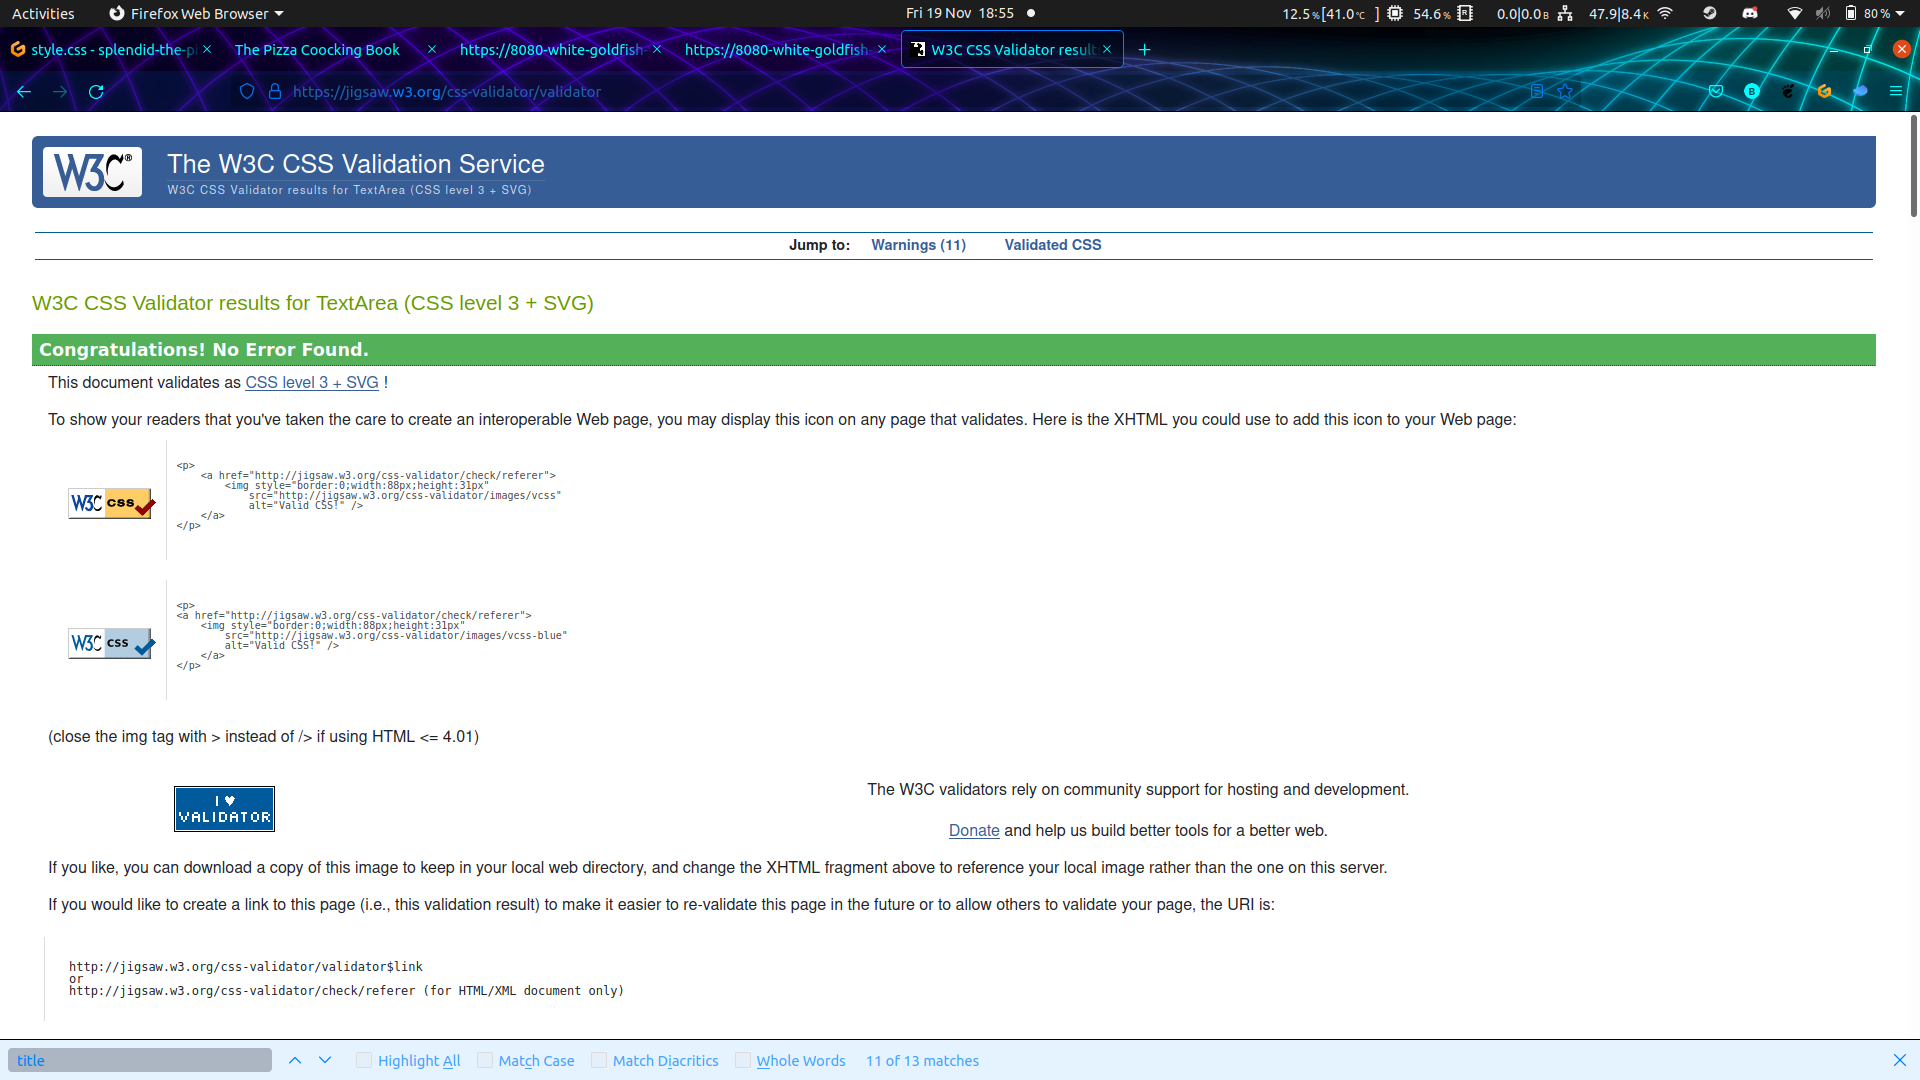 Activities Firefox Web Browser Fri 19 Nov 18:55 12.5%[41.0°C ] 54.6% 0.0|0.0B 47.9|8.4K 80%
style.css - splendid-the-p The Pizza Coocking Book https://8080-white-goldfish- https://8080-white-goldfish- W3C CSS Validator result
https://jigsaw.w3.org/css-validator/validator
W3C® The W3C CSS Validation Service
W3C CSS Validator results for TextArea (CSS level 3 + SVG)
Jump to: Warnings (11) Validated CSS
W3C CSS Validator results for TextArea (CSS level 3 + SVG)
Congratulations! No Error Found.
This document validates as CSS level 3 + SVG !
To show your readers that you've taken the care to create an interoperable Web page, you may display this icon on any page that validates. Here is the XHTML you could use to add this icon to your Web page:
W3C css
<p>
<a href="http://jigsaw.w3.org/css-validator/check/referer">
<img style="border:0;width:88px;height:31px"
src="http://jigsaw.w3.org/css-validator/images/vcss"
alt="Valid CSS!" />
</a>
</p>
W3C css
<p>
<a href="http://jigsaw.w3.org/css-validator/check/referer">
<img style="border:0;width:88px;height:31px"
src="http://jigsaw.w3.org/css-validator/images/vcss-blue"
alt="Valid CSS!" />
</a>
</p>
(close the img tag with > instead of /> if using HTML <= 4.01)
I ♥
VALIDATOR
The W3C validators rely on community support for hosting and development.
Donate and help us build better tools for a better web.
If you like, you can download a copy of this image to keep in your local web directory, and change the XHTML fragment above to reference your local image rather than the one on this server.
If you would like to create a link to this page (i.e., this validation result) to make it easier to re-validate this page in the future or to allow others to validate your page, the URI is:
http://jigsaw.w3.org/css-validator/validator$link
or
http://jigsaw.w3.org/css-validator/check/referer (for HTML/XML document only)
title Highlight All Match Case Match Diacritics Whole Words 11 of 13 matches